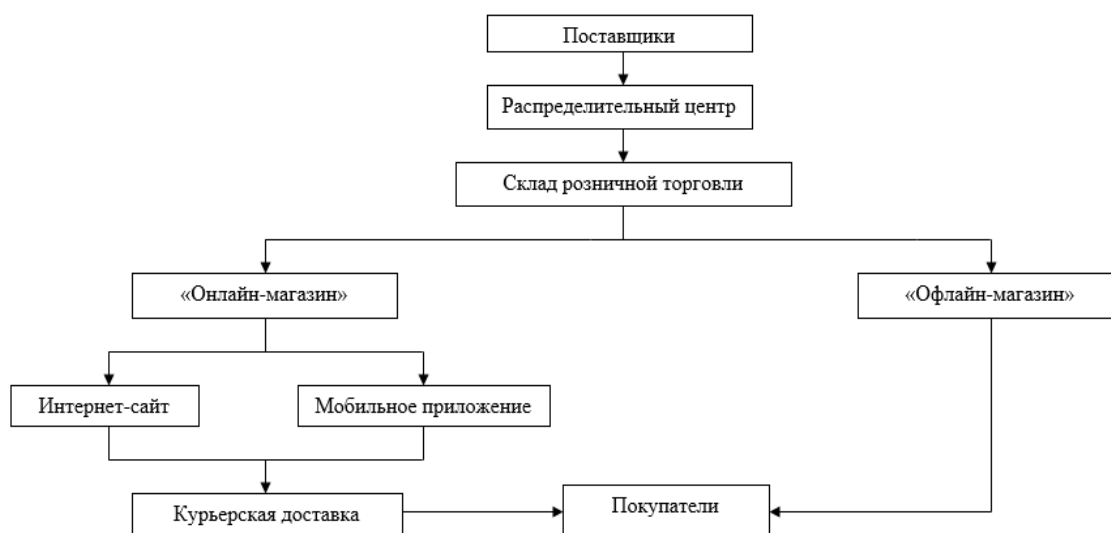 Поставщики
Распределительный центр
Склад розничной торговли
«Онлайн-магазин»
«Офлайн-магазин»
Интернет-сайт
Мобильное приложение
Курьерская доставка
Покупатели